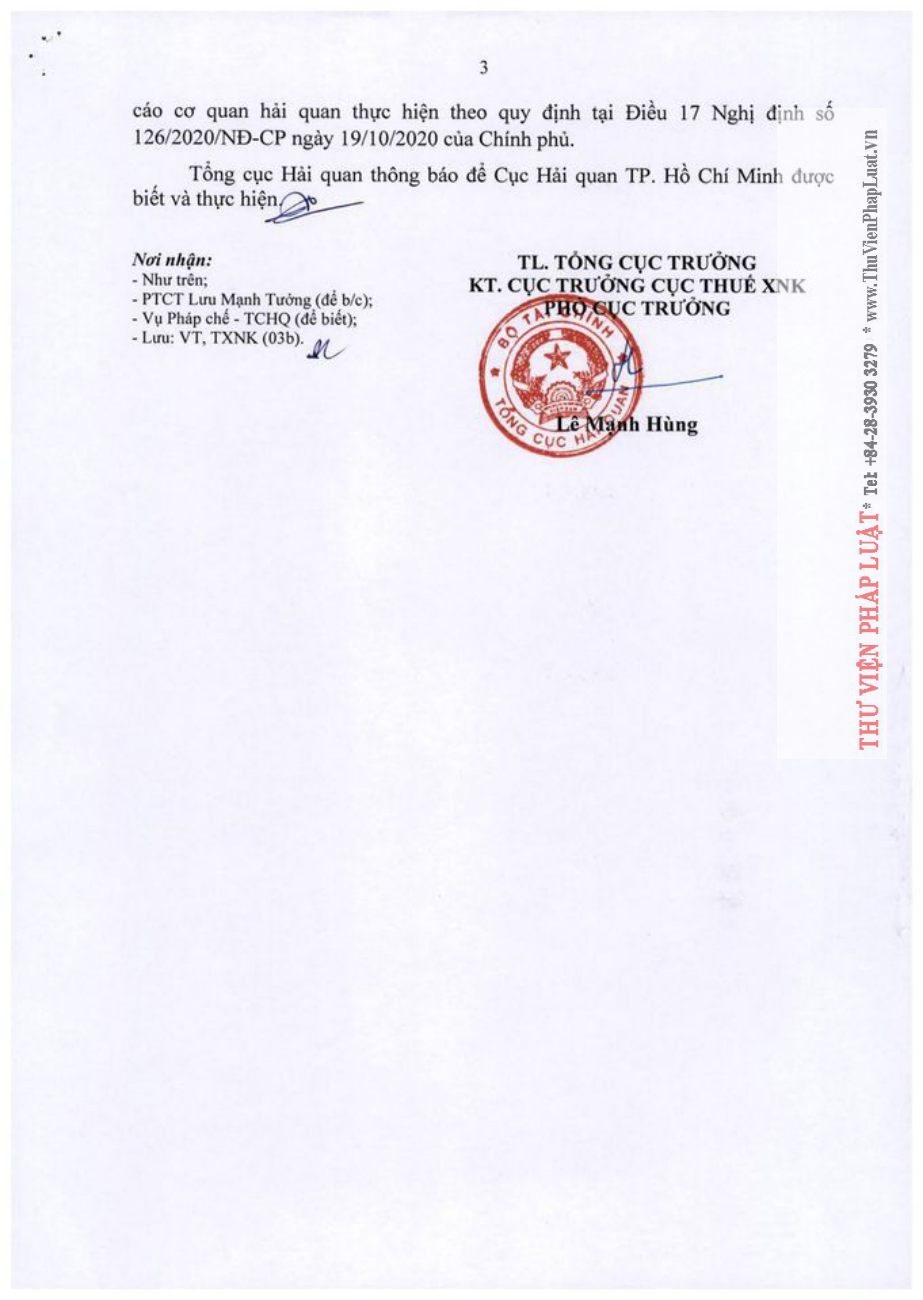 3
cáo cơ quan hải quan thực hiện theo quy định tại Điều 17 Nghị định số
126/2020/NĐ-CP ngày 19/10/2020 của Chính phủ.
Tổng cục Hải quan thông báo để Cục Hải quan TP. Hồ Chí Minh được
biết và thực hiện.
Nơi nhận:
- Như trên;
- PTCT Lưu Mạnh Tưởng (để b/c);
- Vụ Pháp chế - TCHQ (để biết);
- Lưu: VT, TXNK (03b).
TL. TỔNG CỤC TRƯỞNG
KT. CỤC TRƯỞNG CỤC THUẾ XNK
PHÓ CỤC TRƯỞNG
BỘ TÀI CHÍNH
TỔNG CỤC HẢI QUAN
Lê Mạnh Hùng
THƯ VIỆN PHÁP LUẬT * Tel: +84-28-3930 3279 * www.ThuVienPhapLuat.vn